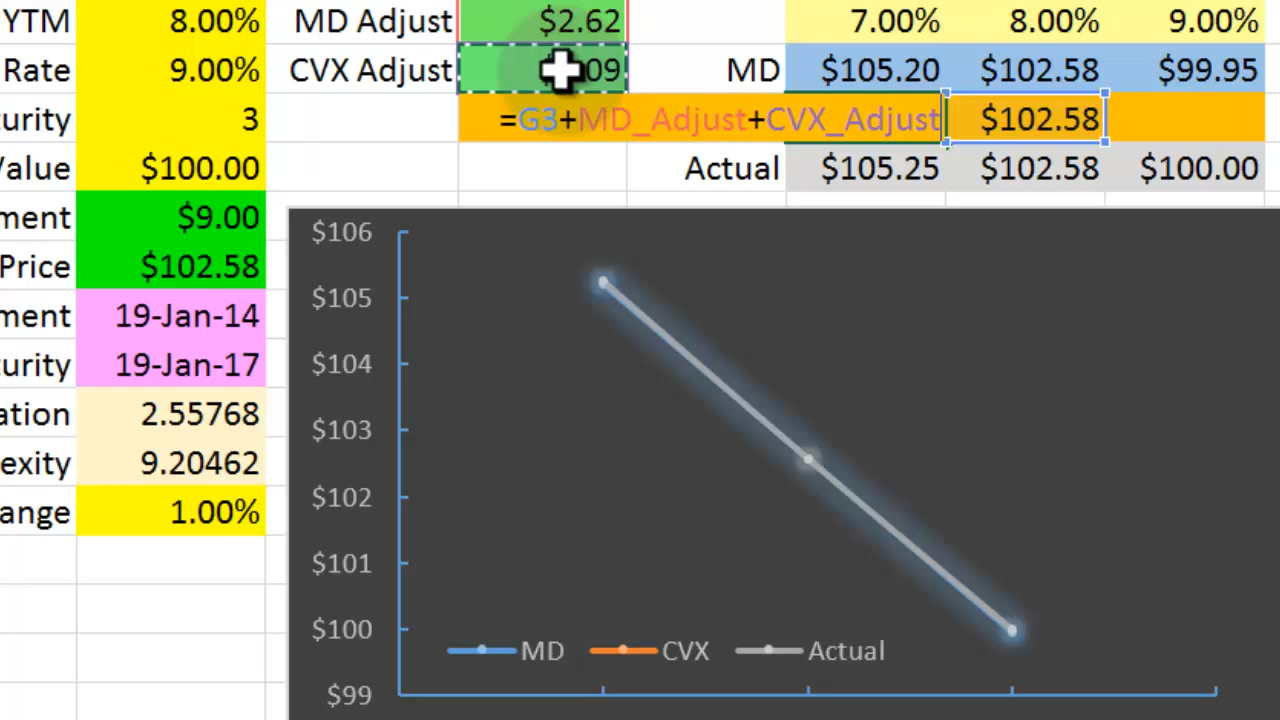 YTM 8.00% MD Adjust $2.62 7.00% 8.00% 9.00%
Rate 9.00% CVX Adjust 09 MD $105.20 $102.58 $99.95
urity 3 =G3+MD_Adjust+CVX_Adjust $102.58
Value $100.00 Actual $105.25 $102.58 $100.00
ment $9.00
Price $102.58
ment 19-Jan-14
urity 19-Jan-17
ation 2.55768
exity 9.20462
ange 1.00%
$106
$105
$104
$103
$102
$101
$100
$99
MD CVX Actual